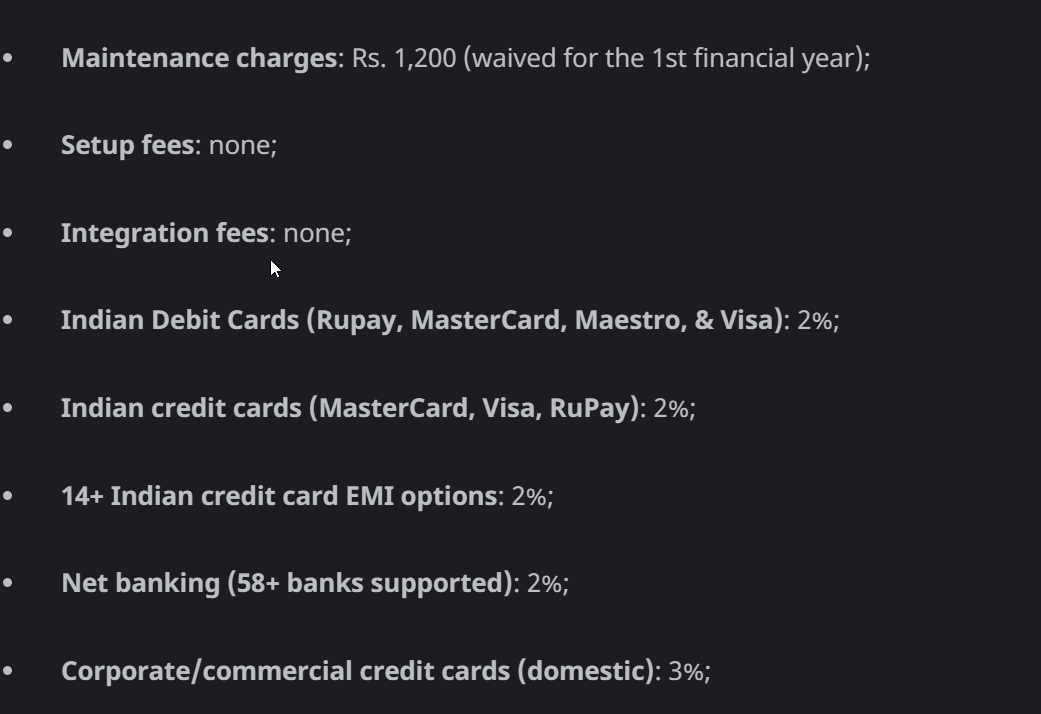 • Maintenance charges: Rs. 1,200 (waived for the 1st financial year);
• Setup fees: none;
• Integration fees: none;
• Indian Debit Cards (Rupay, MasterCard, Maestro, & Visa): 2%;
• Indian credit cards (MasterCard, Visa, RuPay): 2%;
• 14+ Indian credit card EMI options: 2%;
• Net banking (58+ banks supported): 2%;
• Corporate/commercial credit cards (domestic): 3%;